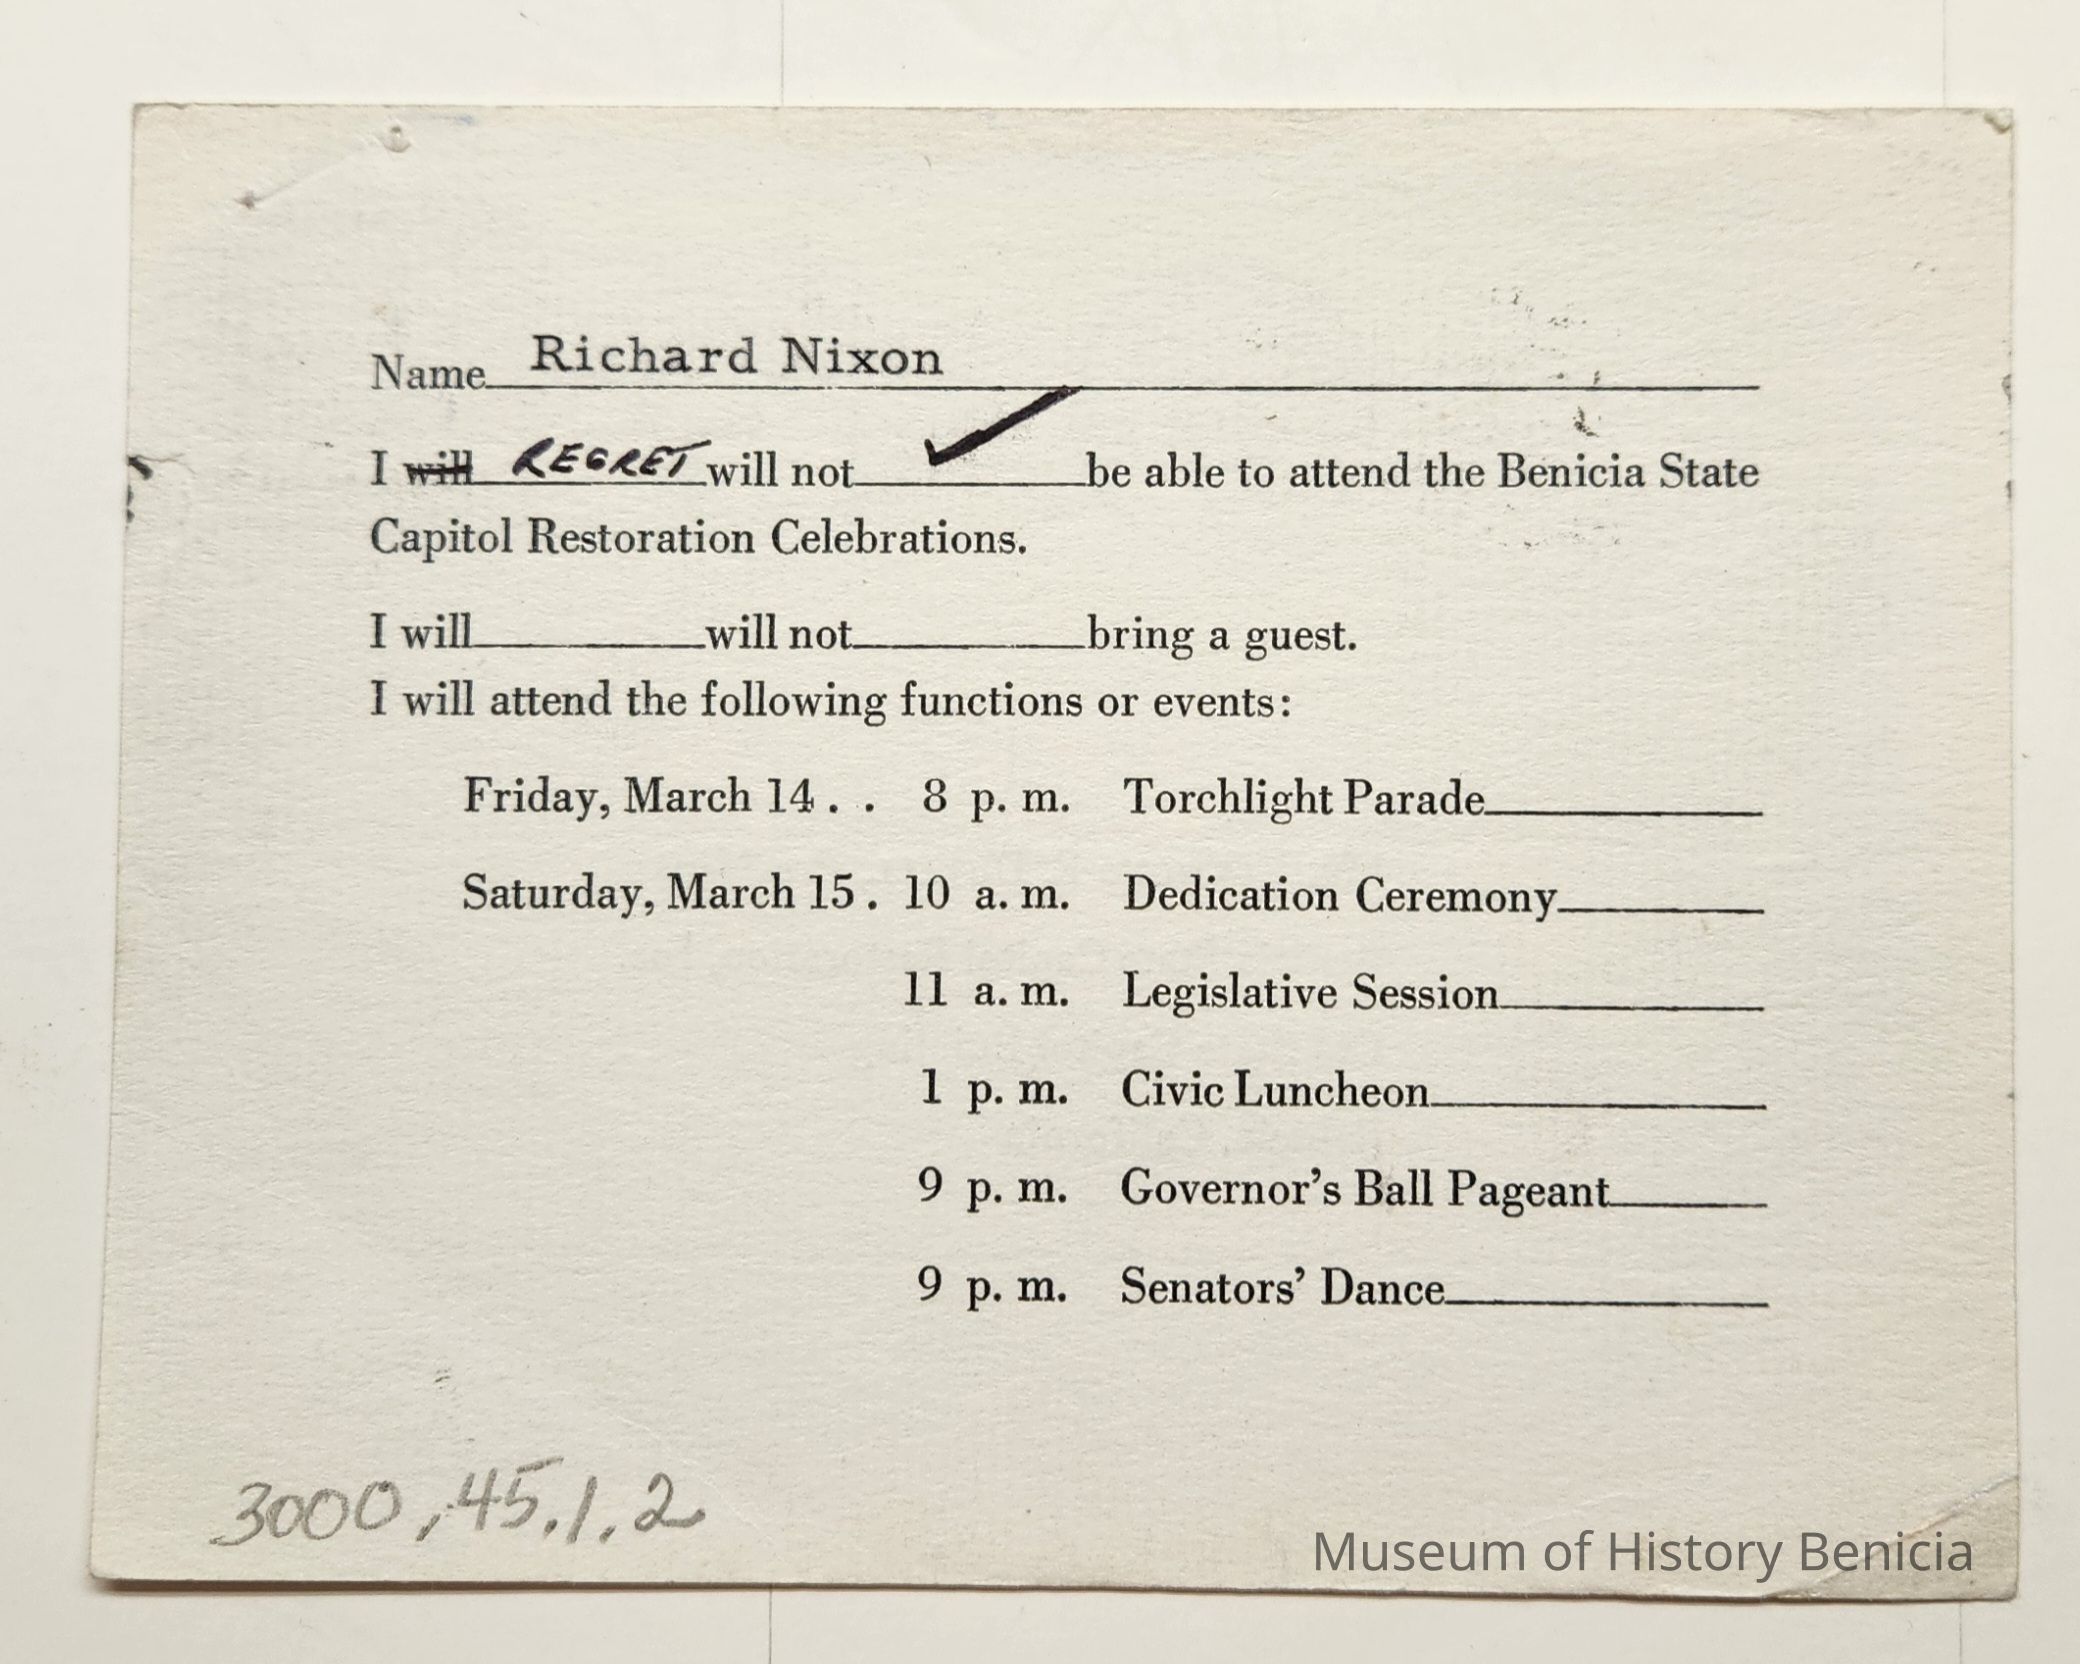 Name Richard Nixon
I will REGRET will not ✓ be able to attend the Benicia State
Capitol Restoration Celebrations.
I will will not bring a guest.
I will attend the following functions or events:
Friday, March 14 . . 8 p. m. Torchlight Parade
Saturday, March 15 . 10 a. m. Dedication Ceremony
11 a. m. Legislative Session
1 p. m. Civic Luncheon
9 p. m. Governor's Ball Pageant
9 p. m. Senators' Dance
3000,45.1.2
Museum of History Benicia